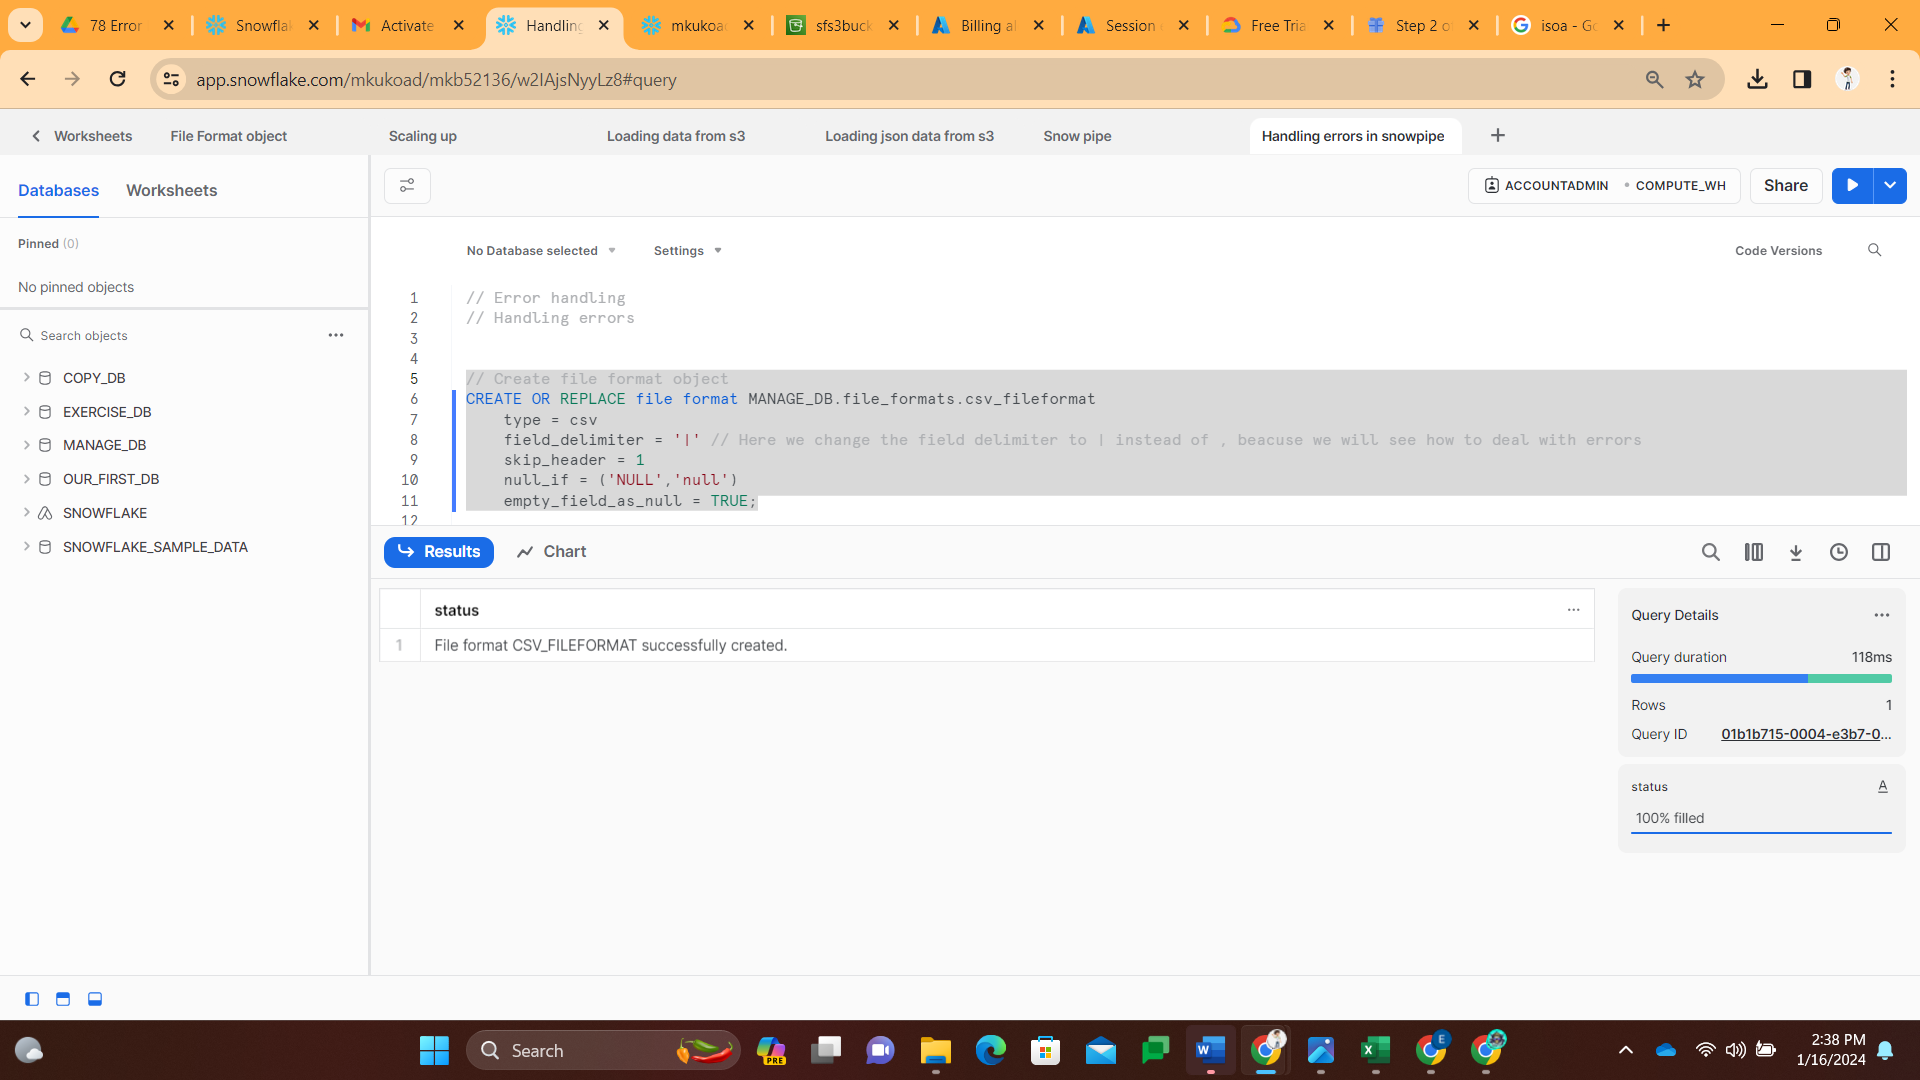 78 Error
Snowflak
Activate
Handling
mkukoad
sfs3buck
Billing al
Session
Free Tria
Step 2 o
isoa - Go
app.snowflake.com/mkukoad/mkb52136/w2IAjsNyyLz8#query
Worksheets
File Format object
Scaling up
Loading data from s3
Loading json data from s3
Snow pipe
Handling errors in snowpipe
Databases
Worksheets
ACCOUNTADMIN
COMPUTE_WH
Share
Pinned (0)
No pinned objects
Search objects
COPY_DB
EXERCISE_DB
MANAGE_DB
OUR_FIRST_DB
SNOWFLAKE
SNOWFLAKE_SAMPLE_DATA
No Database selected
Settings
Code Versions
1 // Error handling
2 // Handling errors
3
4
5 // Create file format object
6 CREATE OR REPLACE file format MANAGE_DB.file_formats.csv_fileformat
7 type = csv
8 field_delimiter = '|' // Here we change the field delimiter to | instead of , beacuse we will see how to deal with errors
9 skip_header = 1
10 null_if = ('NULL','null')
11 empty_field_as_null = TRUE;
12
Results
Chart
status
1 File format CSV_FILEFORMAT successfully created.
Query Details
Query duration 118ms
Rows 1
Query ID 01b1b715-0004-e3b7-0...
status A
100% filled
Search
PRE
E
2:38 PM
1/16/2024